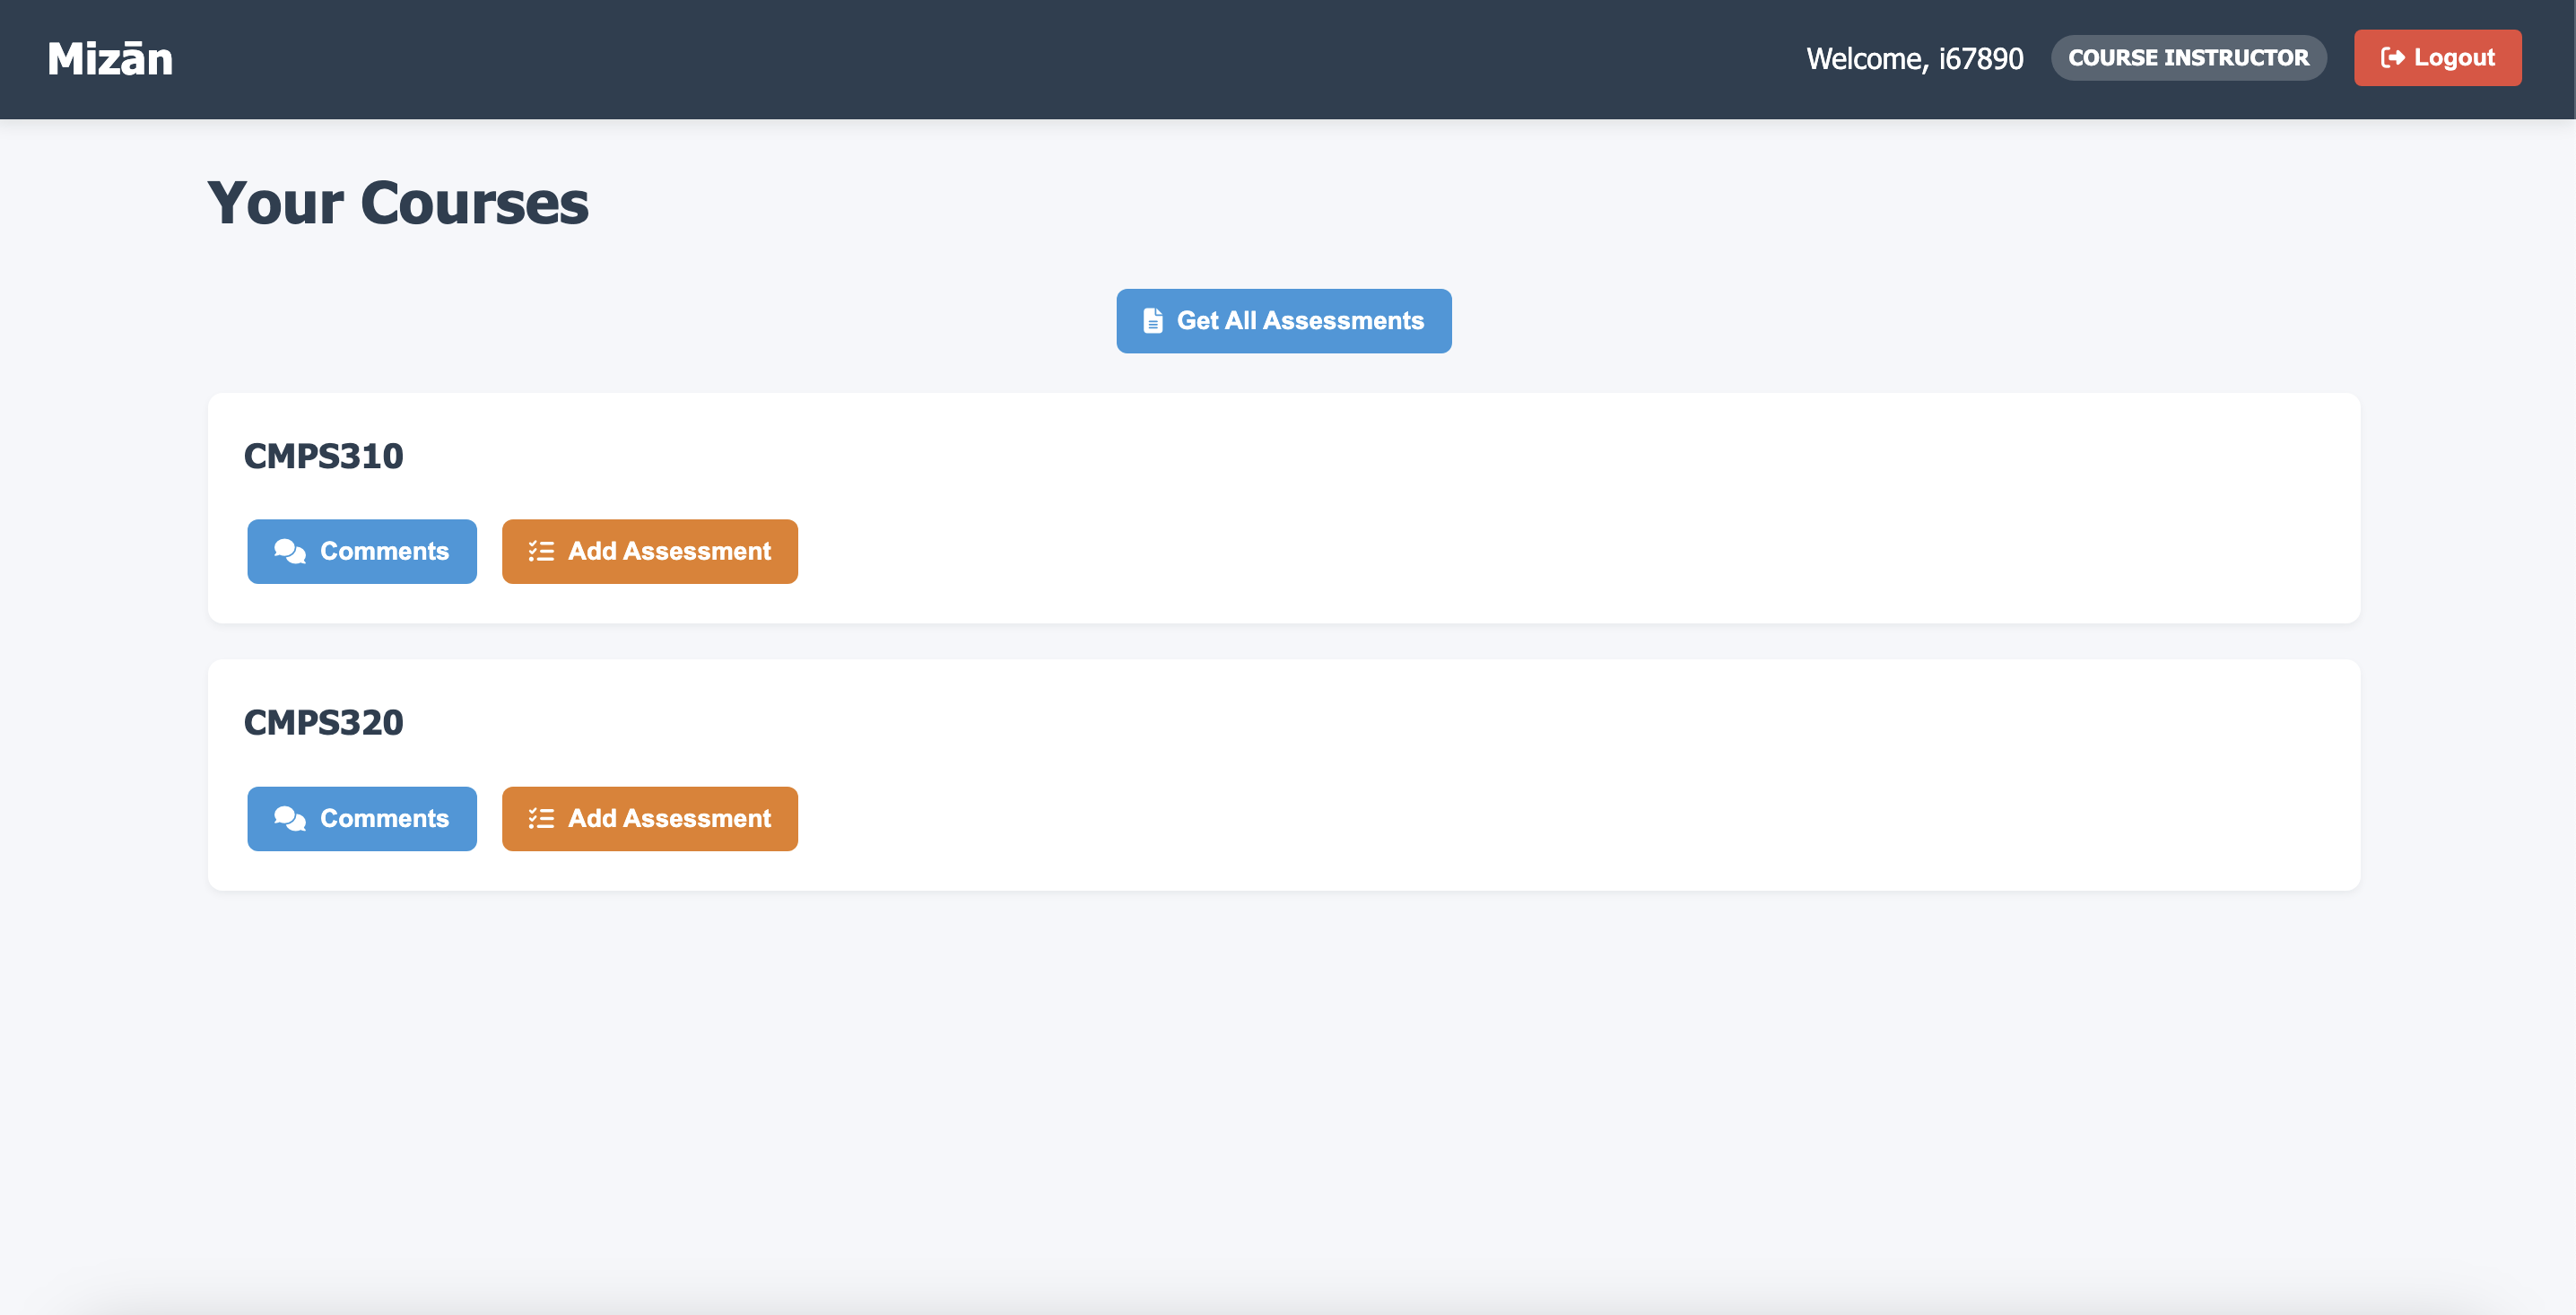 Mizān
Welcome, i67890
COURSE INSTRUCTOR
Logout
Your Courses
Get All Assessments
CMPS310
Comments
Add Assessment
CMPS320
Comments
Add Assessment